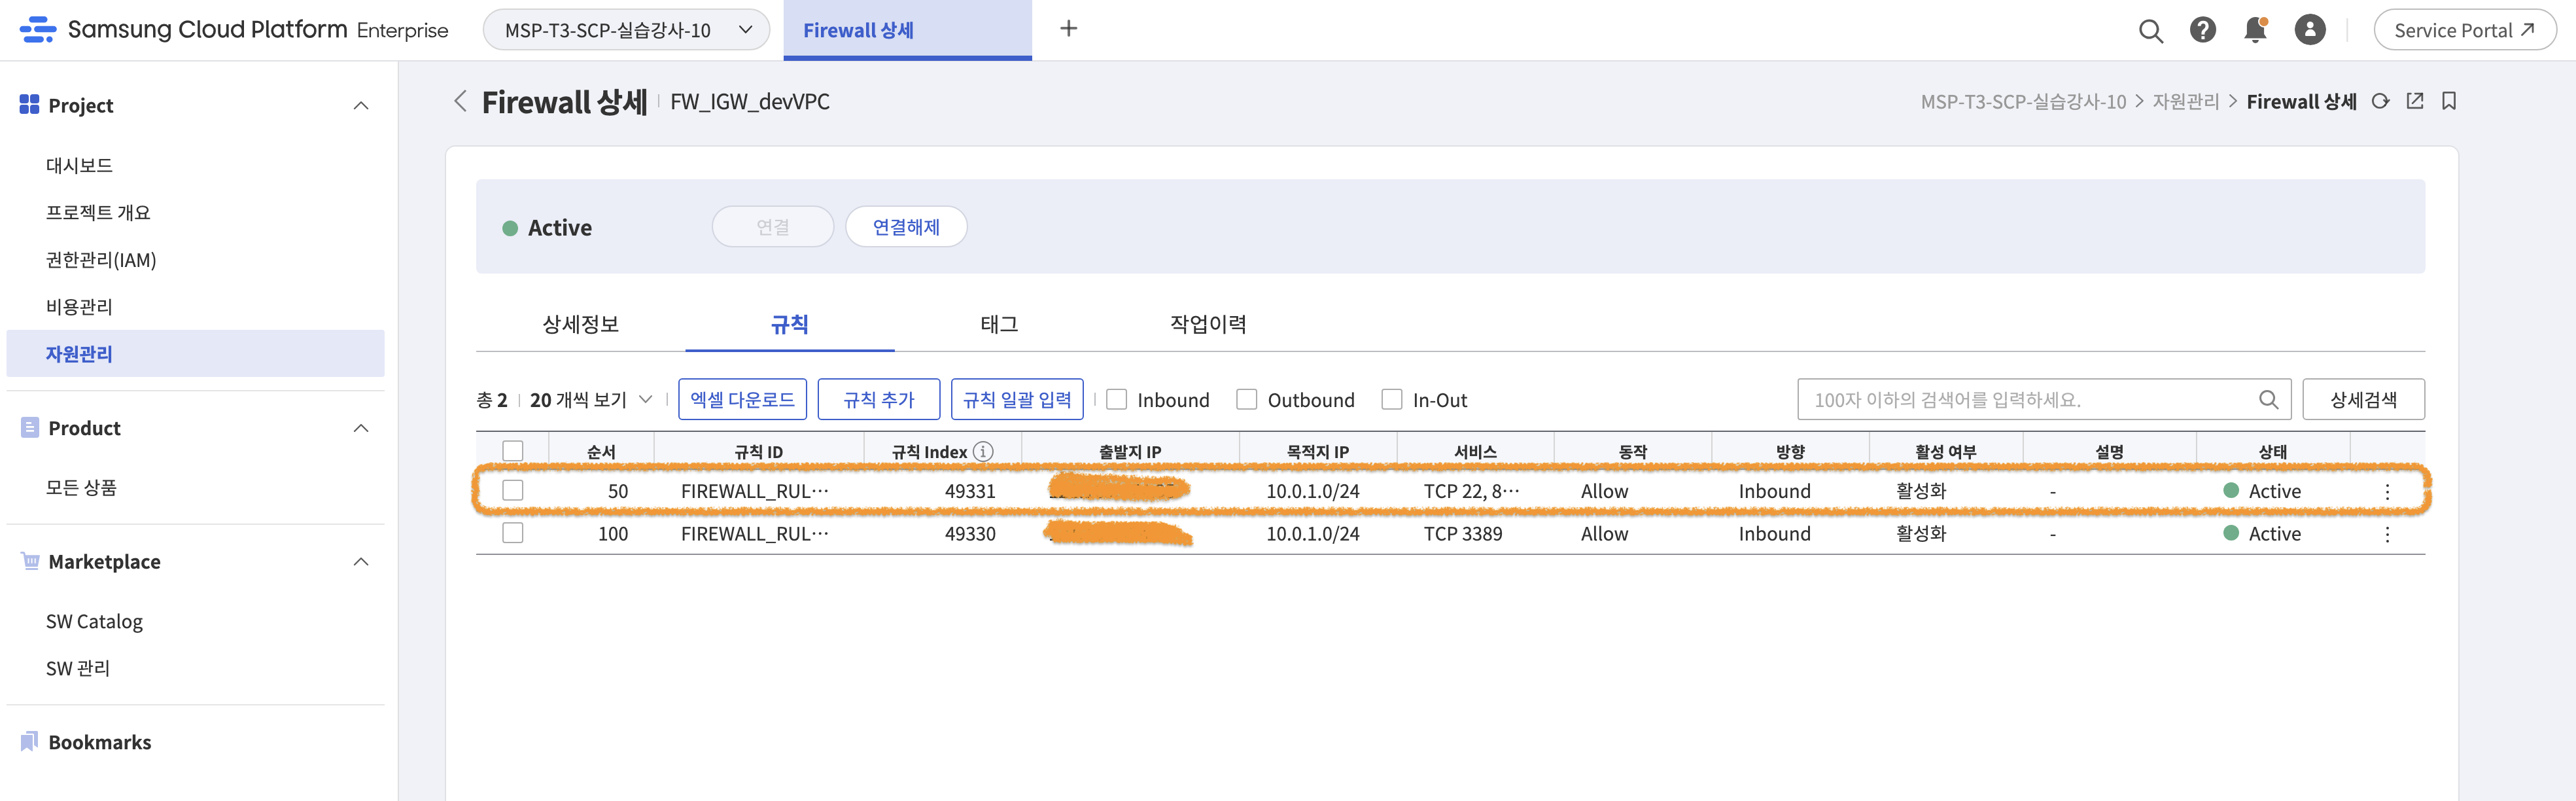 Samsung Cloud Platform Enterprise
MSP-T3-SCP-실습강사-10
Firewall 상세
Service Portal
Project
대시보드
프로젝트 개요
권한관리(IAM)
비용관리
자원관리
Product
모든 상품
Marketplace
SW Catalog
SW 관리
Bookmarks
Firewall 상세 FW_IGW_devVPC
MSP-T3-SCP-실습강사-10 > 자원관리 > Firewall 상세
Active 연결 연결해제
상세정보 규칙 태그 작업이력
총 2 20 개씩 보기 엑셀 다운로드 규칙 추가 규칙 일괄 입력 Inbound Outbound In-Out 100자 이하의 검색어를 입력하세요. 상세검색
순서 규칙 ID 규칙 Index 출발지 IP 목적지 IP 서비스 동작 방향 활성 여부 설명 상태
50 FIREWALL_RUL··· 49331 10.0.1.0/24 TCP 22, 8··· Allow Inbound 활성화 - Active
100 FIREWALL_RUL··· 49330 10.0.1.0/24 TCP 3389 Allow Inbound 활성화 - Active